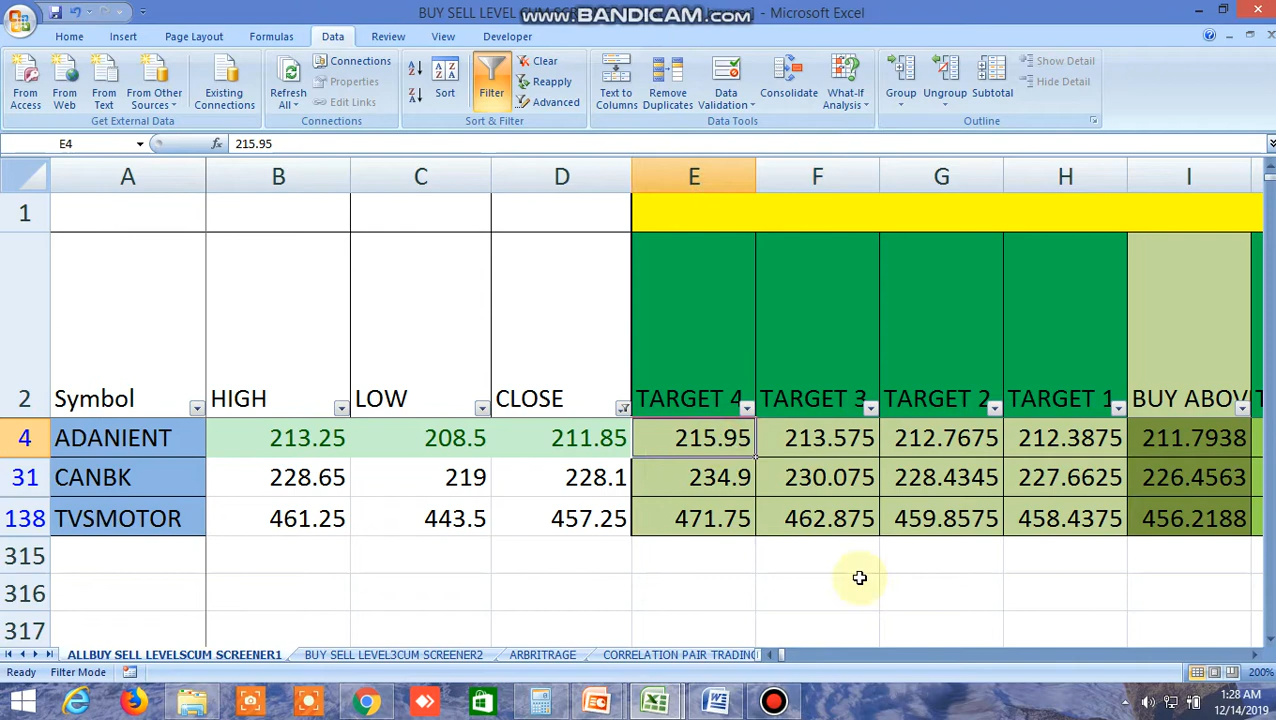 BUY SELL LEVEL CUM SC
www.BANDICAM.com
- Microsoft Excel
Home Insert Page Layout Formulas Data Review View Developer
From Access
From Web
From Text
From Other Sources
Existing Connections
Get External Data
Refresh All
Connections
Properties
Edit Links
Connections
Sort
Filter
Clear
Reapply
Advanced
Sort & Filter
Text to Columns
Remove Duplicates
Data Validation
Consolidate
What-If Analysis
Data Tools
Group
Ungroup
Subtotal
Show Detail
Hide Detail
Outline
E4 fx 215.95
A B C D E F G H I
1
2 Symbol HIGH LOW CLOSE TARGET 4 TARGET 3 TARGET 2 TARGET 1 BUY ABOV
4 ADANIENT 213.25 208.5 211.85 215.95 213.575 212.7675 212.3875 211.7938
31 CANBK 228.65 219 228.1 234.9 230.075 228.4345 227.6625 226.4563
138 TVSMOTOR 461.25 443.5 457.25 471.75 462.875 459.8575 458.4375 456.2188
315
316
317
ALLBUY SELL LEVELSCUM SCREENER1 BUY SELL LEVEL3CUM SCREENER2 ARBITRAGE CORRELATION PAIR TRADING
Ready Filter Mode 200%
1:28 AM
12/14/2019